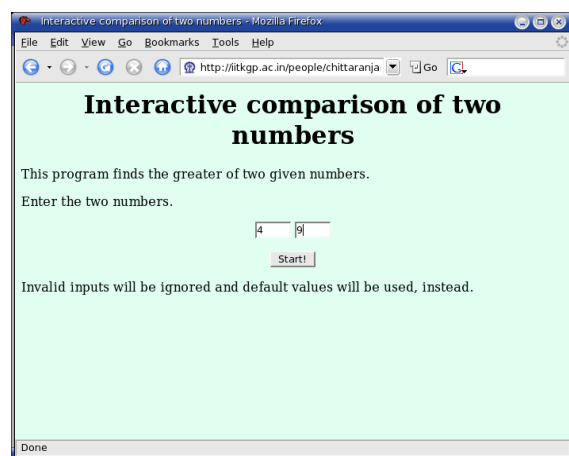 Interactive comparison of two numbers - Mozilla Firefox
File Edit View Go Bookmarks Tools Help
http://iitkgp.ac.in/people/chittaranja Go G
Interactive comparison of two
numbers
This program finds the greater of two given numbers.
Enter the two numbers.
4 9
Start!
Invalid inputs will be ignored and default values will be used, instead.
Done